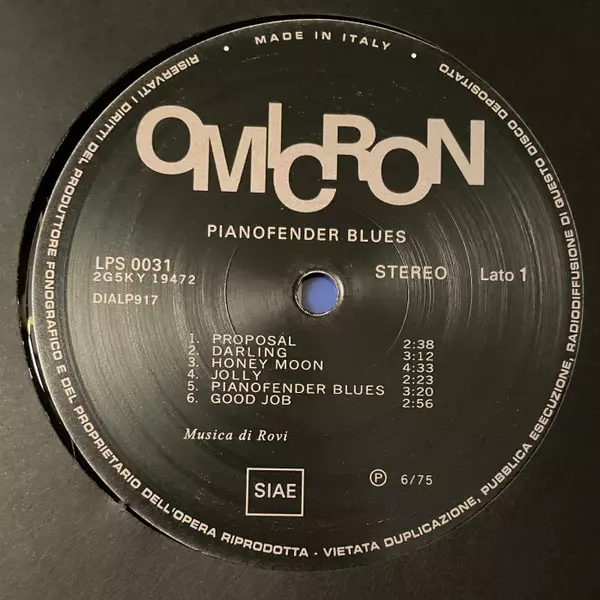 · MADE IN ITALY ·
RISERVATI I DIRITTI DEL PRODUTTORE FONOGRAFICO E DEL PROPRIETARIO DELL'OPERA RIPRODOTTA · VIETATA DUPLICAZIONE, PUBBLICA ESECUZIONE, RADIODIFFUSIONE DI QUESTO DISCO DEPOSITATO
OMICRON
PIANOFENDER BLUES
LPS 0031 STEREO Lato 1
2G5KY 19472
DIALP917
1. PROPOSAL 2:38
2. DARLING 3:12
3. HONEY MOON 4:33
4. JOLLY 2:23
5. PIANOFENDER BLUES 3:20
6. GOOD JOB 2:56
Musica di Rovi
SIAE
Ⓟ 6/75